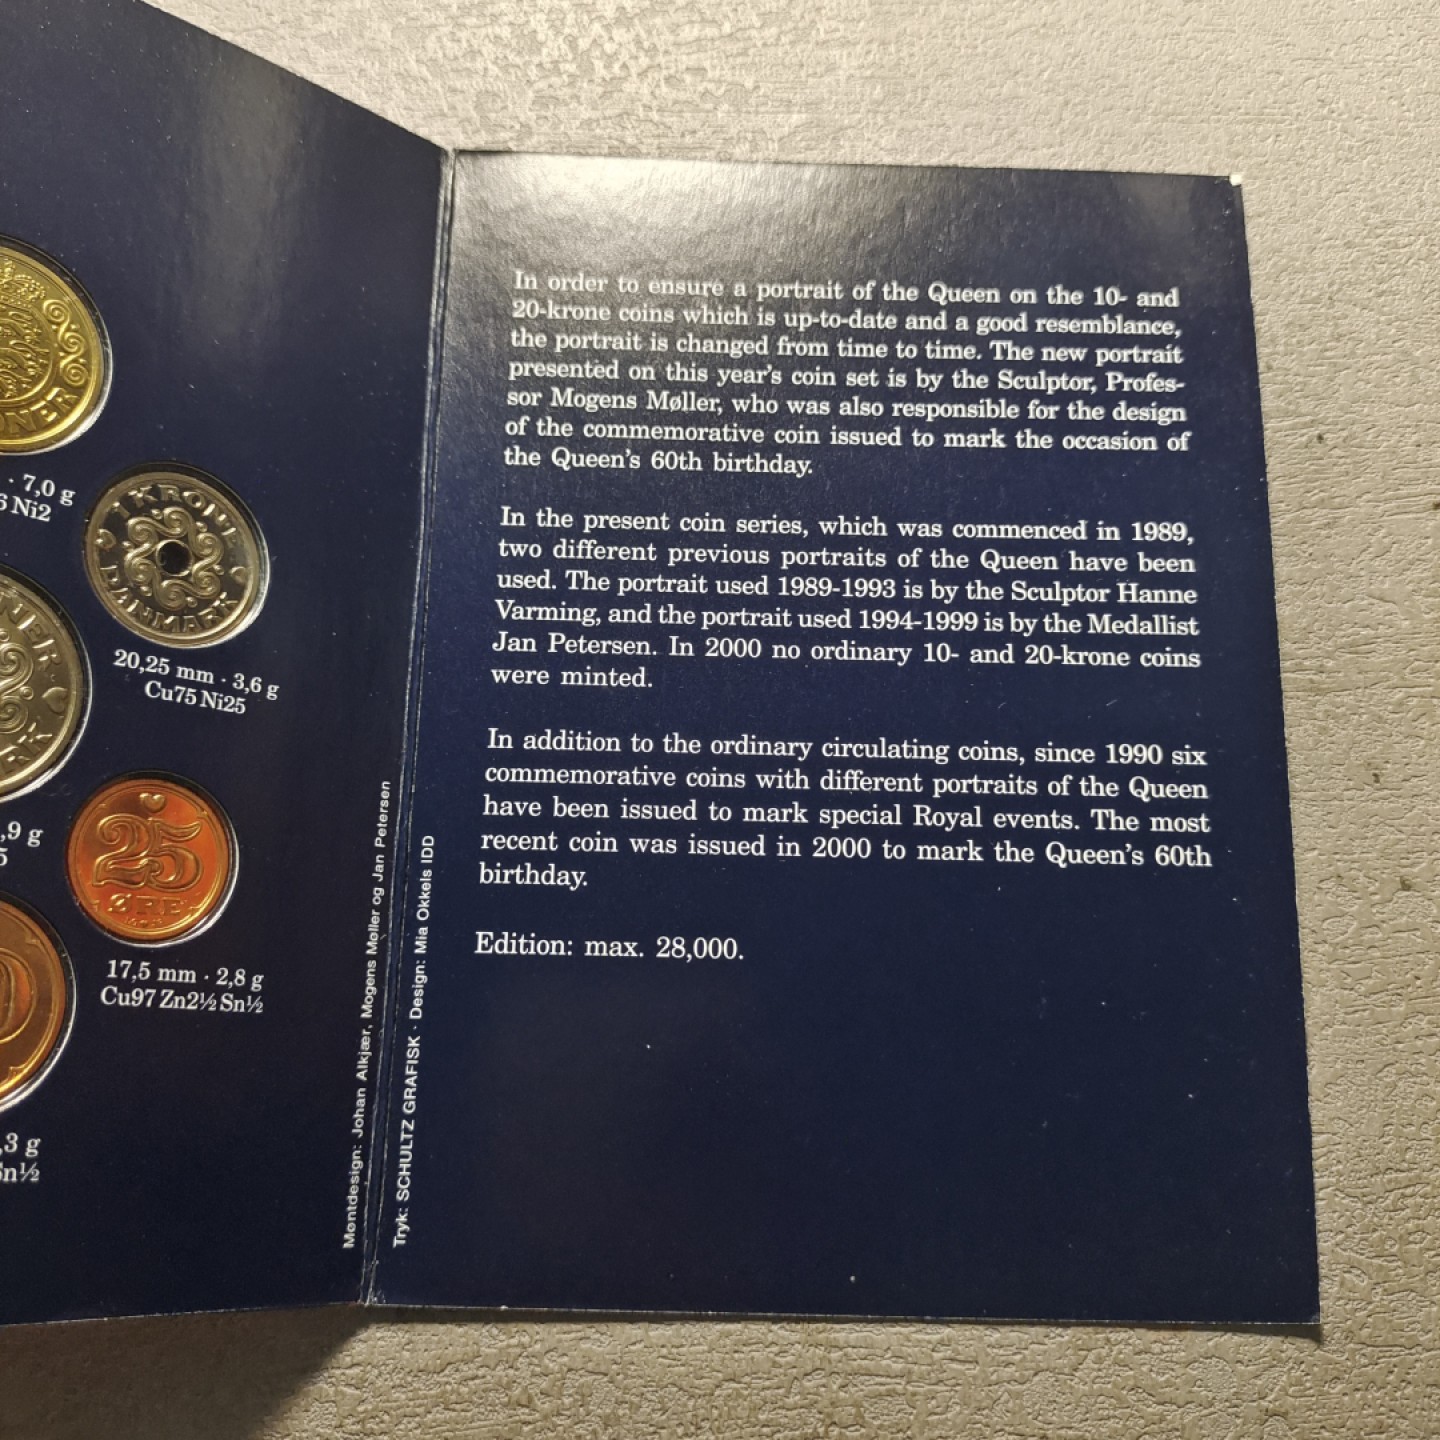 ONER
· 7,0 g
6 Ni2
1 KRONE
DANMARK
20,25 mm · 3,6 g
Cu75 Ni25
ONER
ARK
,9 g
5
25
ØRE
17,5 mm · 2,8 g
Cu97 Zn2½ Sn½
0
,3 g
Sn½
Møntdesign: Johan Alkjær, Mogens Møller og Jan Petersen
Tryk: SCHULTZ GRAFISK · Design: Mia Okkels IDD
In order to ensure a portrait of the Queen on the 10- and
20-krone coins which is up-to-date and a good resemblance,
the portrait is changed from time to time. The new portrait
presented on this year's coin set is by the Sculptor, Profes-
sor Mogens Møller, who was also responsible for the design
of the commemorative coin issued to mark the occasion of
the Queen's 60th birthday.
In the present coin series, which was commenced in 1989,
two different previous portraits of the Queen have been
used. The portrait used 1989-1993 is by the Sculptor Hanne
Varming, and the portrait used 1994-1999 is by the Medallist
Jan Petersen. In 2000 no ordinary 10- and 20-krone coins
were minted.
In addition to the ordinary circulating coins, since 1990 six
commemorative coins with different portraits of the Queen
have been issued to mark special Royal events. The most
recent coin was issued in 2000 to mark the Queen's 60th
birthday.
Edition: max. 28,000.